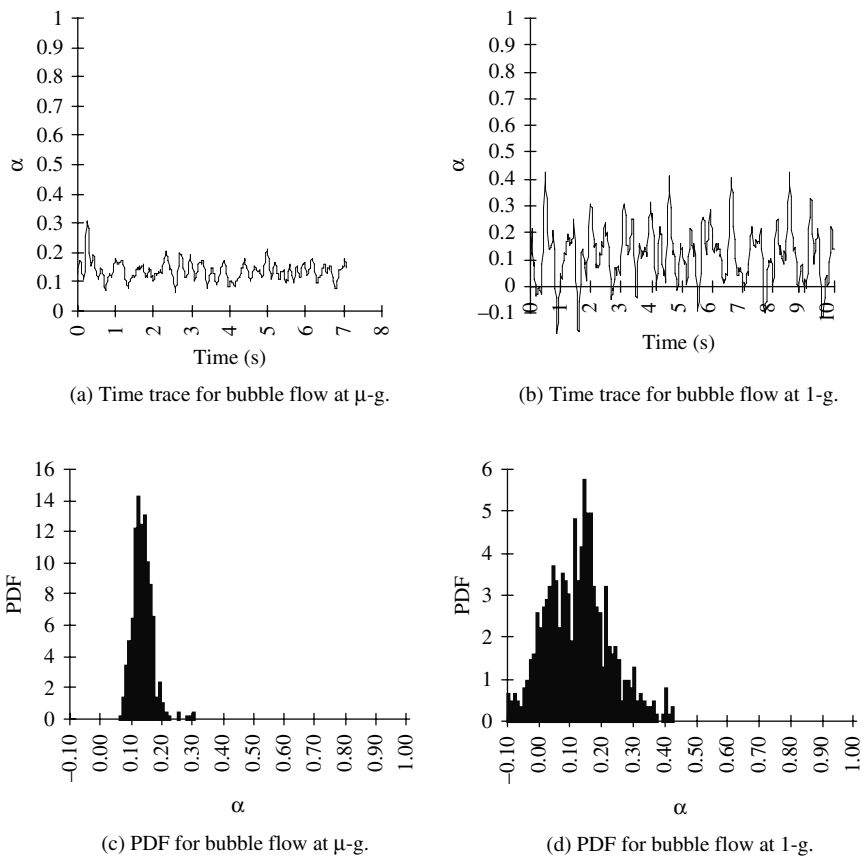 1
0.9
0.8
0.7
0.6
0.5
0.4
0.3
0.2
0.1
0
α
0 1 2 3 4 5 6 7 8
Time (s)
(a) Time trace for bubble flow at μ-g.
1
0.9
0.8
0.7
0.6
0.5
0.4
0.3
0.2
0.1
0
−0.1
α
0 1 2 3 4 5 6 7 8 9 10
Time (s)
(b) Time trace for bubble flow at 1-g.
16
14
12
10
8
6
4
2
0
PDF
−0.10 0.00 0.10 0.20 0.30 0.40 0.50 0.60 0.70 0.80 0.90 1.00
α
(c) PDF for bubble flow at μ-g.
6
5
4
3
2
1
0
PDF
−0.10 0.00 0.10 0.20 0.30 0.40 0.50 0.60 0.70 0.80 0.90 1.00
α
(d) PDF for bubble flow at 1-g.